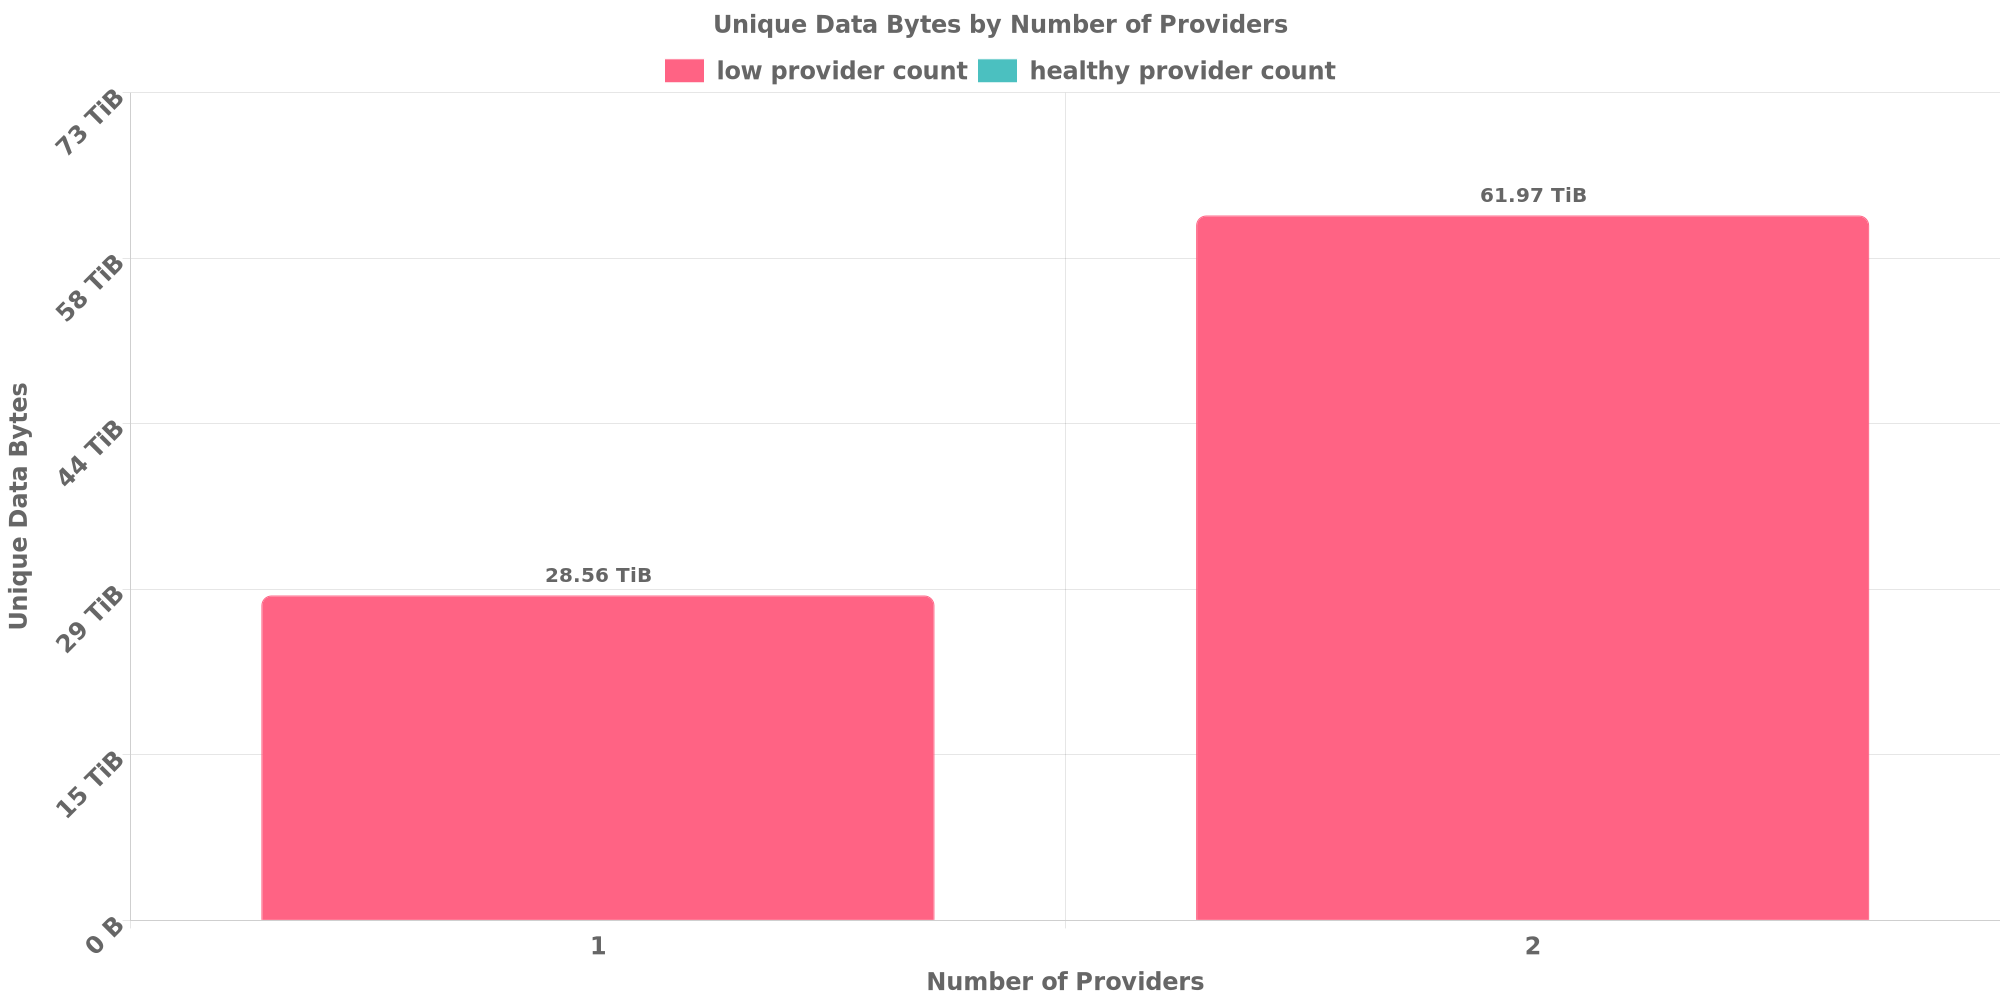 Unique Data Bytes by Number of Providers
low provider count
healthy provider count
73 TiB
58 TiB
44 TiB
29 TiB
15 TiB
0 B
Unique Data Bytes
28.56 TiB
61.97 TiB
1
2
Number of Providers